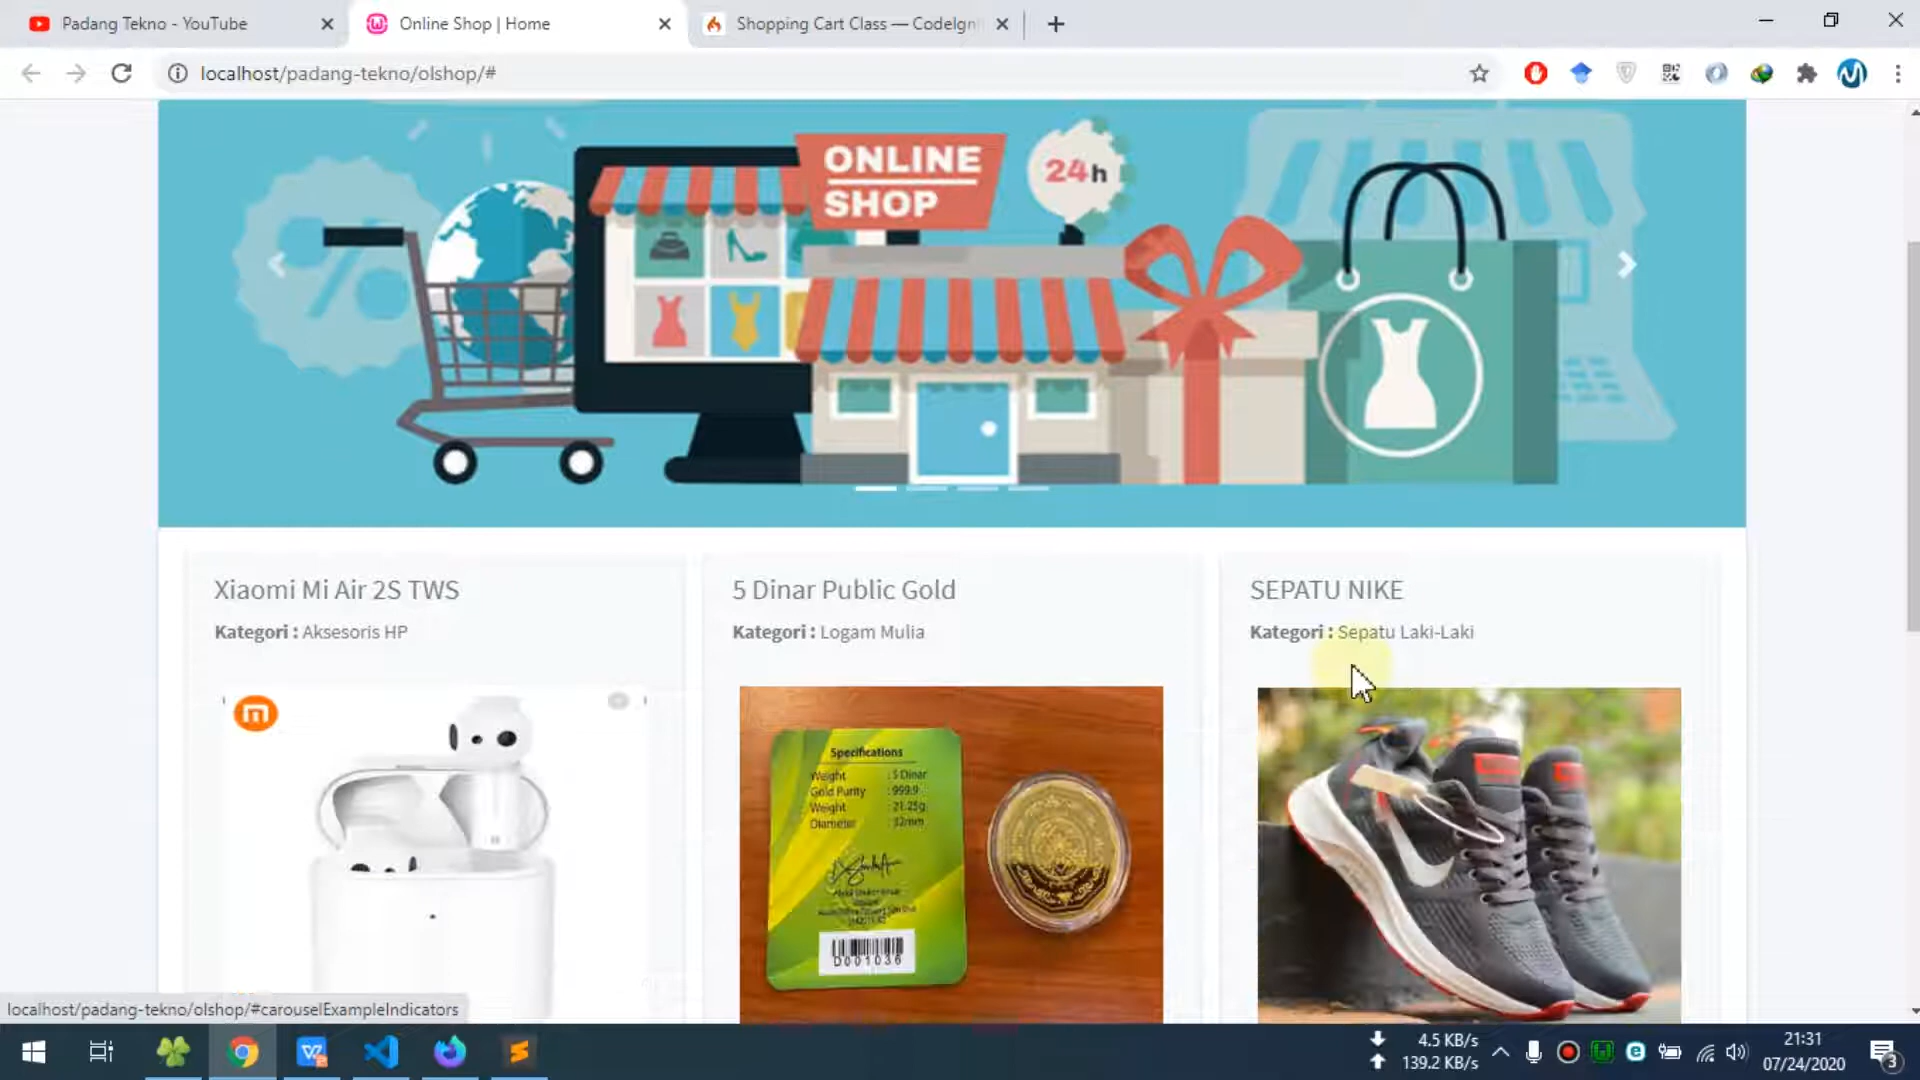 Padang Tekno - YouTube
Online Shop | Home
Shopping Cart Class — CodeIgni
localhost/padang-tekno/olshop/#
ONLINE
SHOP
24h
Xiaomi Mi Air 2S TWS
Kategori : Aksesoris HP
5 Dinar Public Gold
Kategori : Logam Mulia
SEPATU NIKE
Kategori : Sepatu Laki-Laki
Specifications
Weight : 5 Dinar
Gold Purity : 999.9
Weight : 21.25g
Diameter : 32mm
D001036
localhost/padang-tekno/olshop/#carouselExampleIndicators
4.5 KB/s
139.2 KB/s
21:31
07/24/2020
3